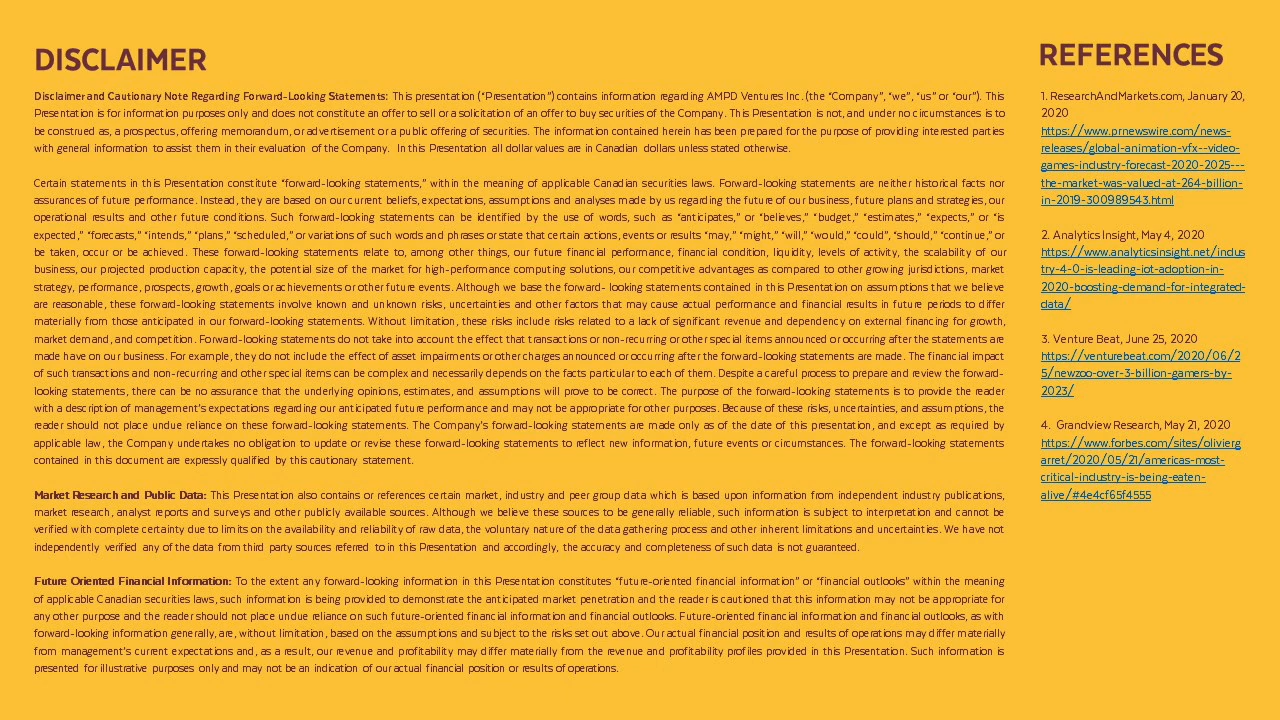 DISCLAIMER
Disclaimer and Cautionary Note Regarding Forward-Looking Statements: This presentation (“Presentation”) contains information regarding AMPD Ventures Inc. (the “Company”, “we”, “us” or “our”). This
Presentation is for information purposes only and does not constitute an offer to sell or a solicitation of an offer to buy securities of the Company. This Presentation is not, and under no circumstances is to
be construed as, a prospectus, offering memorandum, or advertisement or a public offering of securities. The information contained herein has been prepared for the purpose of providing interested parties
with general information to assist them in their evaluation of the Company. In this Presentation all dollar values are in Canadian dollars unless stated otherwise.
Certain statements in this Presentation constitute “forward-looking statements,” within the meaning of applicable Canadian securities laws. Forward-looking statements are neither historical facts nor
assurances of future performance. Instead, they are based on our current beliefs, expectations, assumptions and analyses made by us regarding the future of our business, future plans and strategies, our
operational results and other future conditions. Such forward-looking statements can be identified by the use of words, such as “anticipates,” or “believes,” “budget,” “estimates,” “expects,” or “is
expected,” “forecasts,” “intends,” “plans,” “scheduled,” or variations of such words and phrases or state that certain actions, events or results “may,” “might,” “will,” “would,” “could”, “should,” “continue,” or
be taken, occur or be achieved. These forward-looking statements relate to, among other things, our future financial performance, financial condition, liquidity, levels of activity, the scalability of our
business, our projected production capacity, the potential size of the market for high-performance computing solutions, our competitive advantages as compared to other growing jurisdictions, market
strategy, performance, prospects, growth, goals or achievements or other future events. Although we base the forward- looking statements contained in this Presentation on assumptions that we believe
are reasonable, these forward-looking statements involve known and unknown risks, uncertainties and other factors that may cause actual performance and financial results in future periods to differ
materially from those anticipated in our forward-looking statements. Without limitation, these risks include risks related to a lack of significant revenue and dependency on external financing for growth,
market demand, and competition. Forward-looking statements do not take into account the effect that transactions or non-recurring or other special items announced or occurring after the statements are
made have on our business. For example, they do not include the effect of asset impairments or other charges announced or occurring after the forward-looking statements are made. The financial impact
of such transactions and non-recurring and other special items can be complex and necessarily depends on the facts particular to each of them. Despite a careful process to prepare and review the forward-
looking statements, there can be no assurance that the underlying opinions, estimates, and assumptions will prove to be correct. The purpose of the forward-looking statements is to provide the reader
with a description of management’s expectations regarding our anticipated future performance and may not be appropriate for other purposes. Because of these risks, uncertainties, and assumptions, the
reader should not place undue reliance on these forward-looking statements. The Company’s forward-looking statements are made only as of the date of this presentation, and except as required by
applicable law, the Company undertakes no obligation to update or revise these forward-looking statements to reflect new information, future events or circumstances. The forward-looking statements
contained in this document are expressly qualified by this cautionary statement.
Market Research and Public Data: This Presentation also contains or references certain market, industry and peer group data which is based upon information from independent industry publications,
market research, analyst reports and surveys and other publicly available sources. Although we believe these sources to be generally reliable, such information is subject to interpretation and cannot be
verified with complete certainty due to limits on the availability and reliability of raw data, the voluntary nature of the data gathering process and other inherent limitations and uncertainties. We have not
independently verified any of the data from third party sources referred to in this Presentation and accordingly, the accuracy and completeness of such data is not guaranteed.
Future Oriented Financial Information: To the extent any forward-looking information in this Presentation constitutes “future-oriented financial information” or “financial outlooks” within the meaning
of applicable Canadian securities laws, such information is being provided to demonstrate the anticipated market penetration and the reader is cautioned that this information may not be appropriate for
any other purpose and the reader should not place undue reliance on such future-oriented financial information and financial outlooks. Future-oriented financial information and financial outlooks, as with
forward-looking information generally, are, without limitation, based on the assumptions and subject to the risks set out above. Our actual financial position and results of operations may differ materially
from management’s current expectations and, as a result, our revenue and profitability may differ materially from the revenue and profitability profiles provided in this Presentation. Such information is
presented for illustrative purposes only and may not be an indication of our actual financial position or results of operations.
REFERENCES
1. ResearchAndMarkets.com, January 20,
2020
https://www.prnewswire.com/news-
releases/global-animation-vfx--video-
games-industry-forecast-2020-2025---
the-market-was-valued-at-264-billion-
in-2019-300989543.html
2. Analytics Insight, May 4, 2020
https://www.analyticsinsight.net/indus
try-4-0-is-leading-iot-adoption-in-
2020-boosting-demand-for-integrated-
data/
3. Venture Beat, June 25, 2020
https://venturebeat.com/2020/06/2
5/newzoo-over-3-billion-gamers-by-
2023/
4. Grandview Research, May 21, 2020
https://www.forbes.com/sites/olivierg
arret/2020/05/21/americas-most-
critical-industry-is-being-eaten-
alive/#4e4cf65f4555